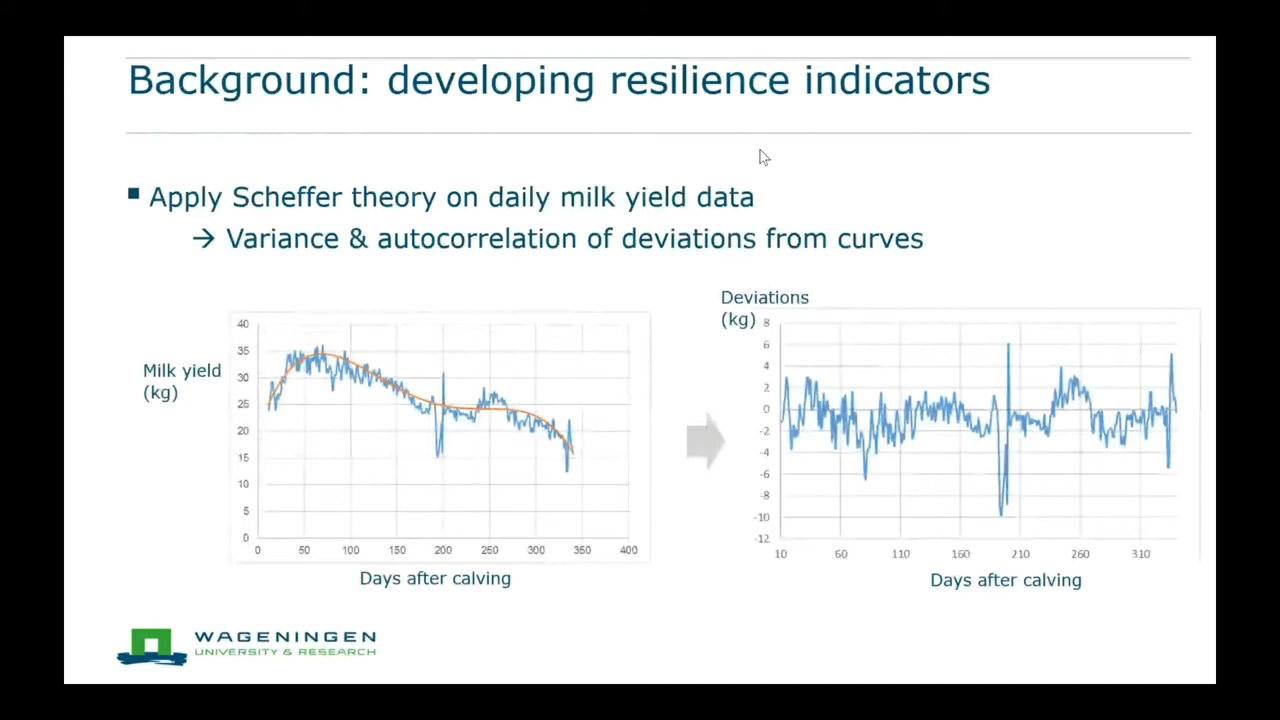 Background: developing resilience indicators
Apply Scheffer theory on daily milk yield data
→ Variance & autocorrelation of deviations from curves
Milk yield
(kg)
40
35
30
25
20
15
10
5
0
0 50 100 150 200 250 300 350 400
Days after calving
Deviations
(kg)
8
6
4
2
0
-2
-4
-6
-8
-10
-12
10 60 110 160 210 260 310
Days after calving
WAGENINGEN
UNIVERSITY & RESEARCH